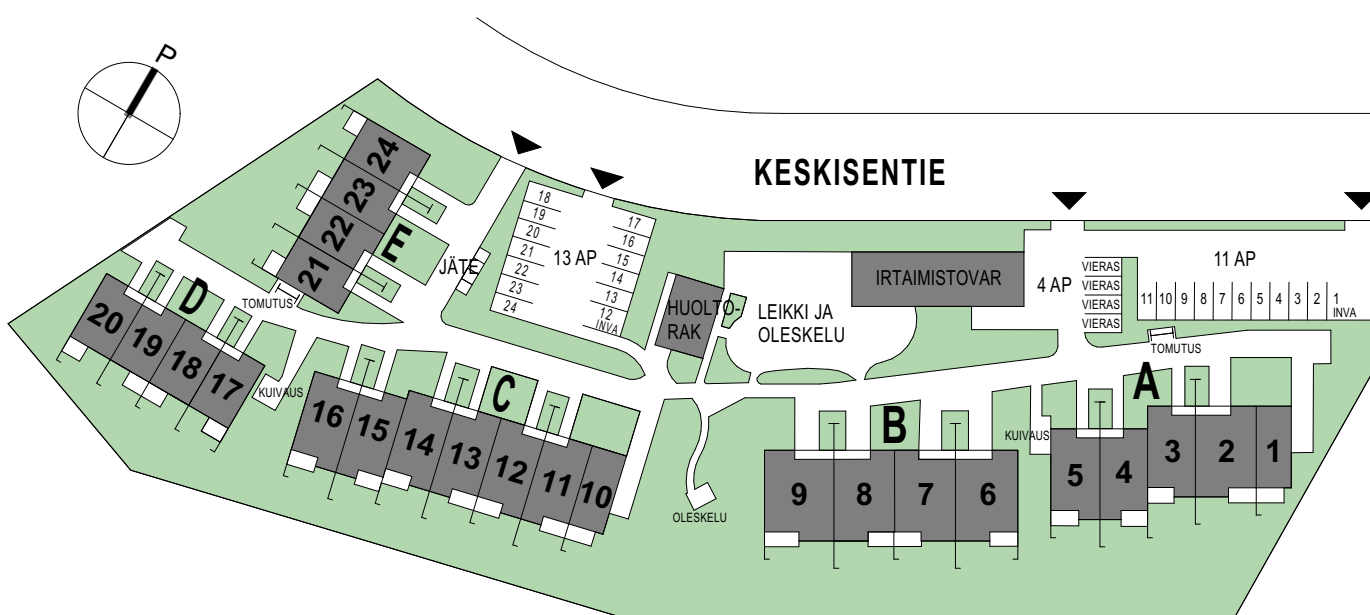 P
KESKISENTIE
24
23
22
21
E
JÄTE
18
19
20
21
22
23
24
13 AP
17
16
15
14
13
12
INVA
HUOLTO-
RAK
LEIKKI JA
OLESKELU
IRTAIMISTOVAR
4 AP
VIERAS
VIERAS
VIERAS
VIERAS
11 AP
11 10 9 8 7 6 5 4 3 2 1
INVA
TOMUTUS
D
TOMUTUS
20
19
18
17
KUIVAUS
C
16
15
14
13
12
11
10
OLESKELU
B
9 8 7 6
KUIVAUS
A
5 4 3 2 1